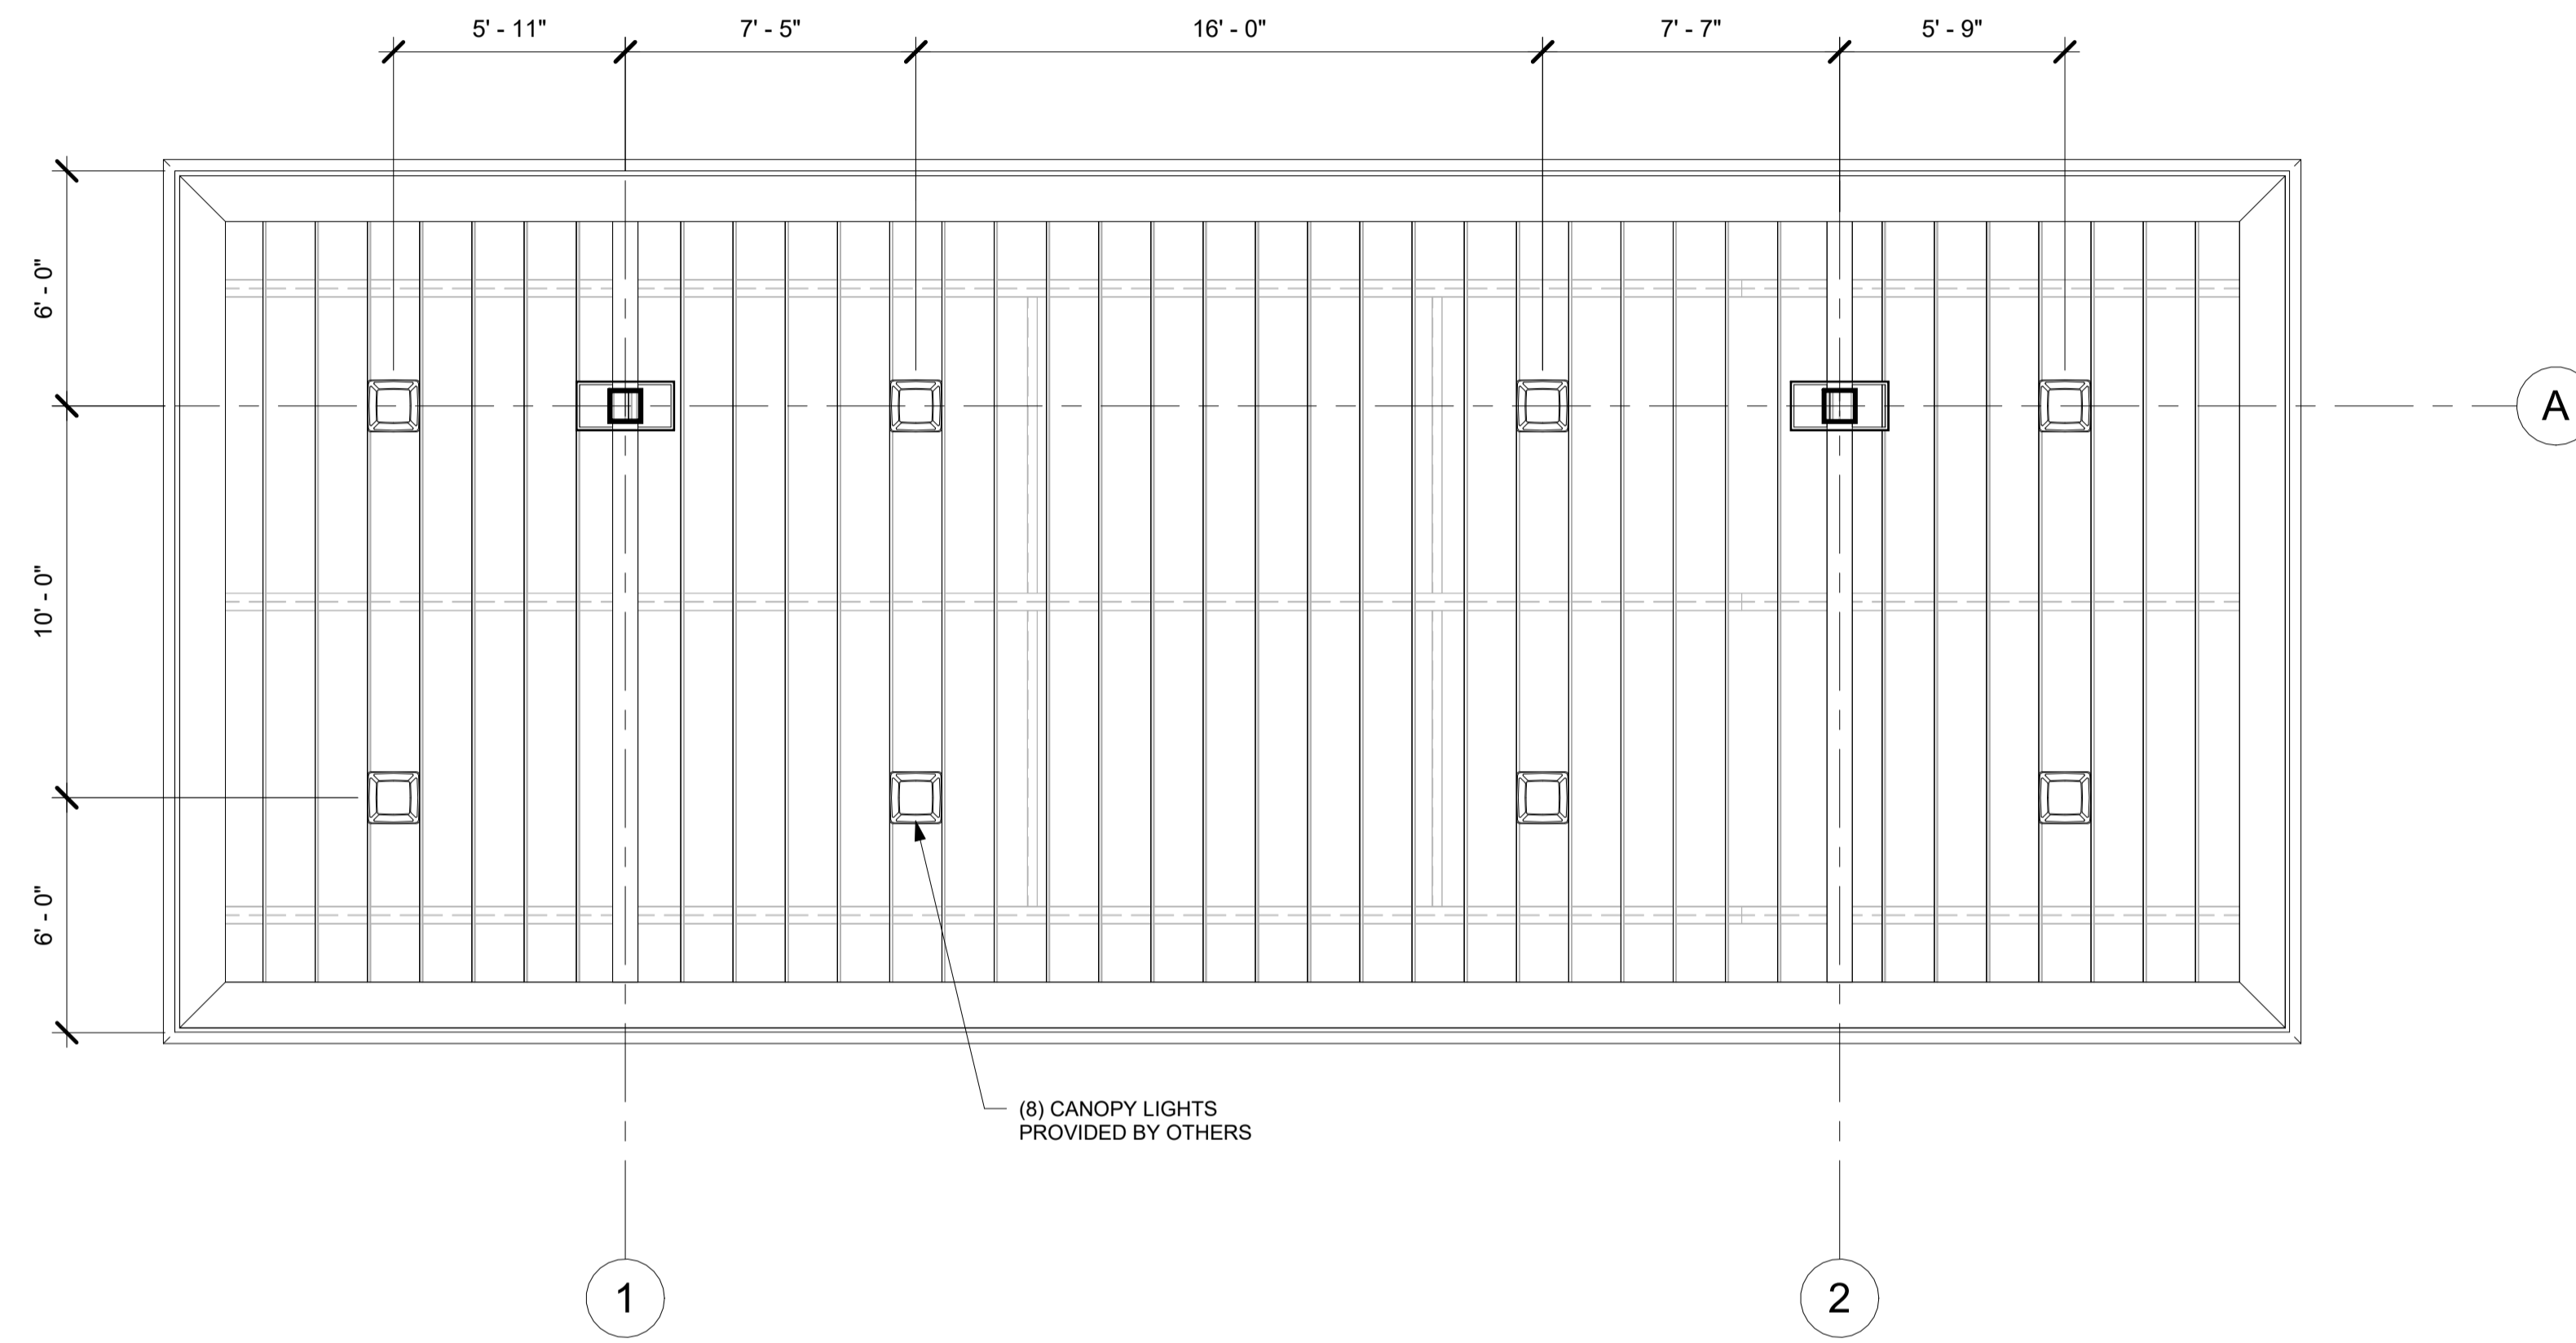 5' - 11"
7' - 5"
16' - 0"
7' - 7"
5' - 9"
6' - 0"
A
10' - 0"
6' - 0"
(8) CANOPY LIGHTS
PROVIDED BY OTHERS
1
2